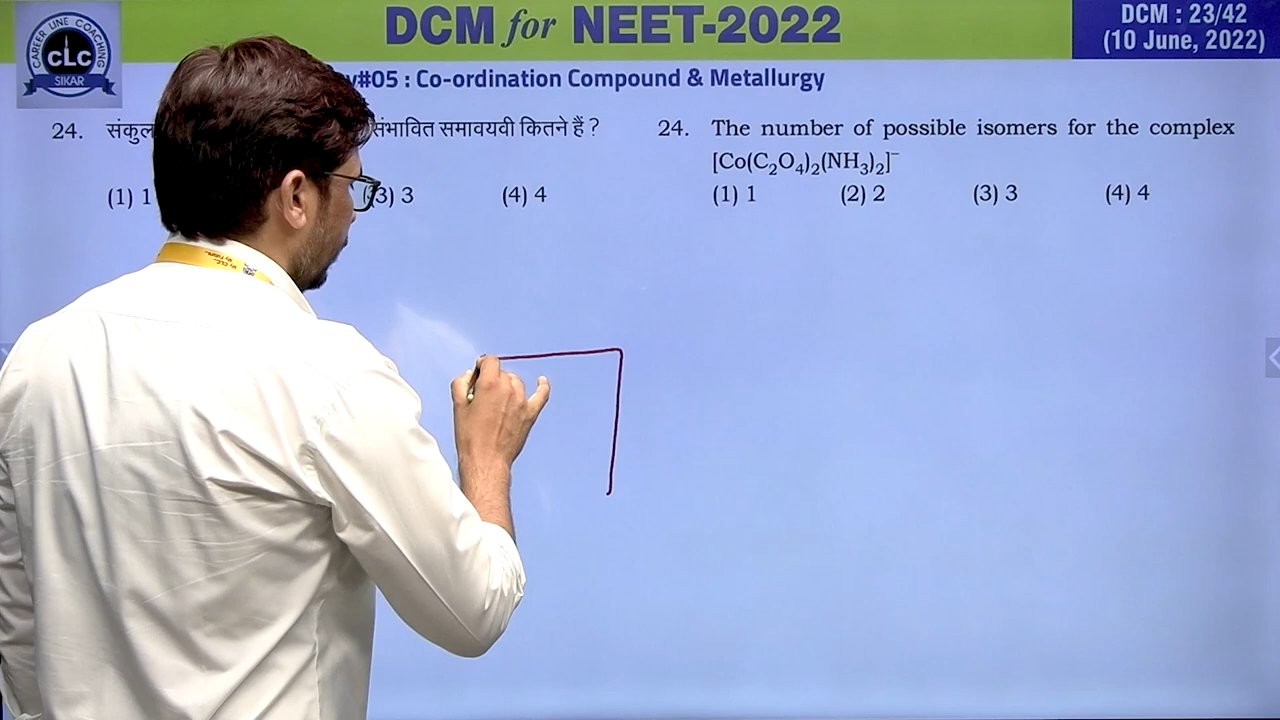 DCM for NEET-2022
DCM : 23/42
(10 June, 2022)
CAREER LINE COACHING
CLC
SIKAR
#05 : Co-ordination Compound & Metallurgy
24. संभावित समावयवी कितने हैं ?
(1) 1 (3) 3 (4) 4
24. The number of possible isomers for the complex
[Co(C₂O₄)₂(NH₃)₂]⁻
(1) 1 (2) 2 (3) 3 (4) 4